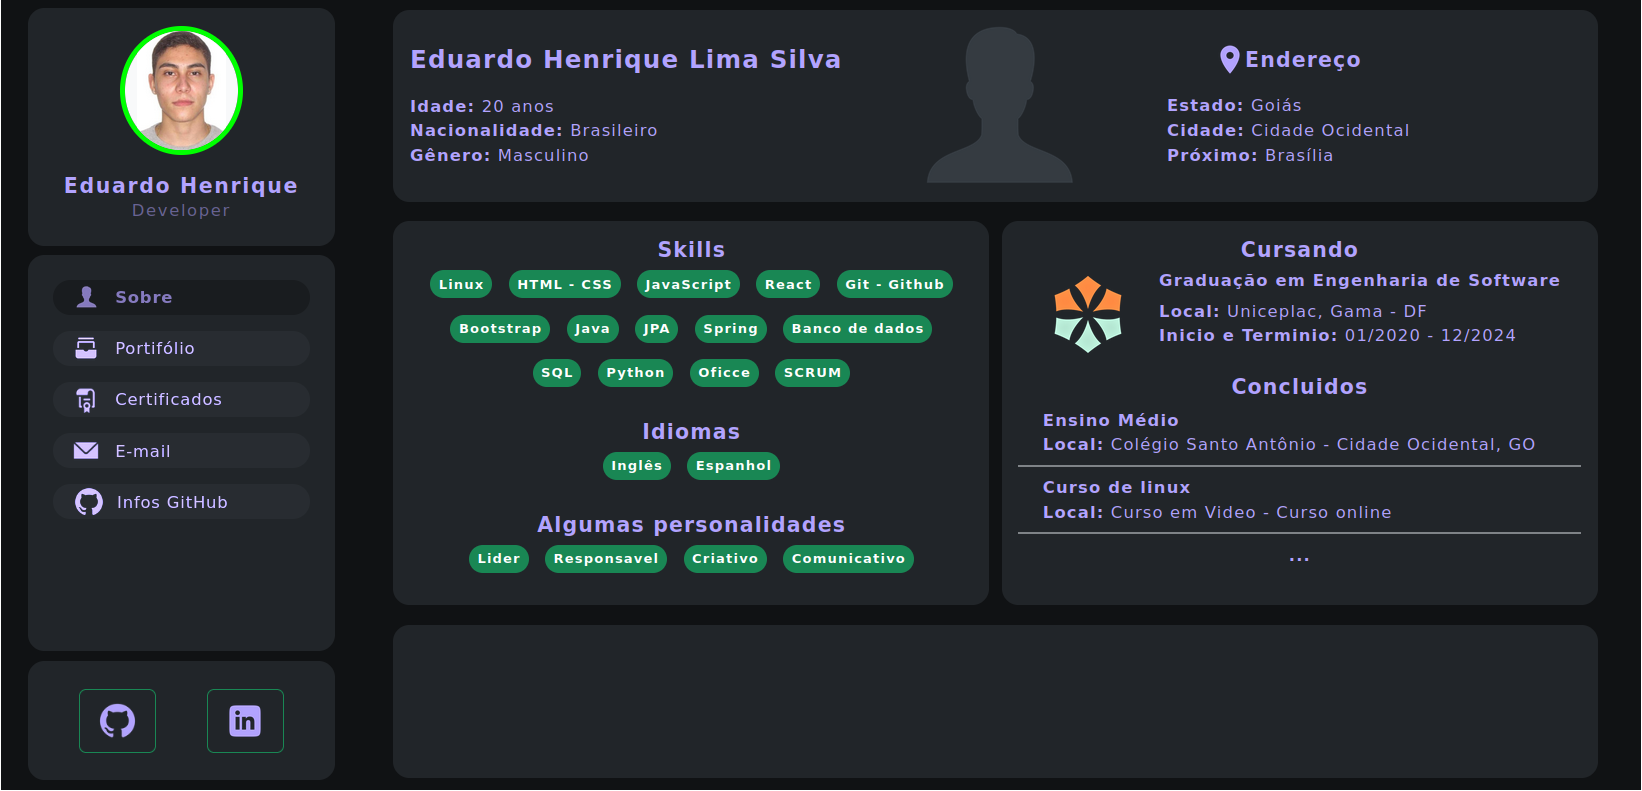 Eduardo Henrique
Developer
Sobre
Portifólio
Certificados
E-mail
Infos GitHub
in
Eduardo Henrique Lima Silva
Idade: 20 anos
Nacionalidade: Brasileiro
Gênero: Masculino
Endereço
Estado: Goiás
Cidade: Cidade Ocidental
Próximo: Brasília
Skills
Linux HTML - CSS JavaScript React Git - Github
Bootstrap Java JPA Spring Banco de dados
SQL Python Oficce SCRUM
Idiomas
Inglês Espanhol
Algumas personalidades
Lider Responsavel Criativo Comunicativo
Cursando
Graduação em Engenharia de Software
Local: Uniceplac, Gama - DF
Inicio e Terminio: 01/2020 - 12/2024
Concluidos
Ensino Médio
Local: Colégio Santo Antônio - Cidade Ocidental, GO
Curso de linux
Local: Curso em Video - Curso online
...